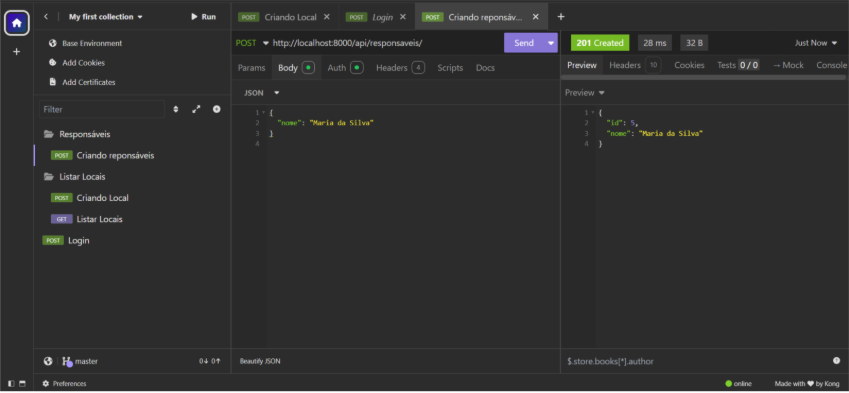 My first collection
Run
Base Environment
Add Cookies
Add Certificates
Filter
Responsáveis
POST Criando reponsáveis
Listar Locais
POST Criando Local
GET Listar Locais
POST Login
master
0↓ 0↑
Preferences
POST Criando Local ×
POST Login ×
POST Criando reponsáv... ×
+
POST http://localhost:8000/api/responsaveis/
Send
Params Body Auth Headers 4 Scripts Docs
JSON
1 {
2 "nome": "Maria da Silva"
3 }
4
Beautify JSON
201 Created 28 ms 32 B
Just Now
Preview Headers 10 Cookies Tests 0 / 0 → Mock Console
Preview
1 {
2 "id": 5,
3 "nome": "Maria da Silva"
4 }
$.store.books[*].author
online
Made with ♥ by Kong